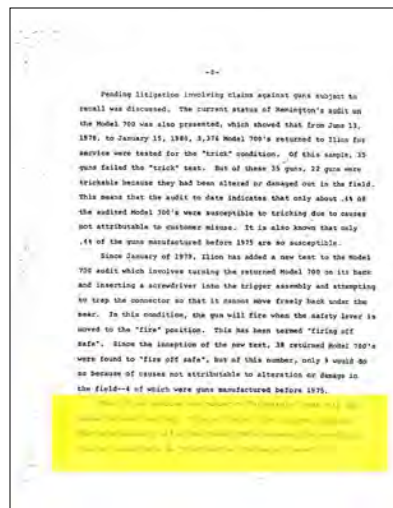 -2-
Pending litigation involving claims against guns subject to
recall was discussed. The current status of Remington's audit on
the Model 700 was also presented, which showed that from June 13,
1978, to January 15, 1980, 3,376 Model 700's returned to Ilion for
service were tested for the "trick" condition. Of this sample, 35
guns failed the "trick" test. But of these 35 guns, 22 guns were
trickable because they had been altered or damaged out in the field.
This means that the audit to date indicates that only about .4% of
the audited Model 700's were susceptible to tricking due to causes
not attributable to customer misuse. It is also known that only
.4% of the guns manufactured before 1975 are so susceptible.
Since January of 1979, Ilion has added a new test to the Model
700 audit which involves turning the returned Model 700 on its back
and inserting a screwdriver into the trigger assembly and attempting
to trap the connector so that it cannot move freely back under the
sear. In this condition, the gun will fire when the safety lever is
moved to the "fire" position. This has been termed "firing off
safe". Since the inception of the new test, 38 returned Model 700's
were found to "fire off safe", but of this number, only 9 would do
so because of causes not attributable to alteration or damage in
the field--4 of which were guns manufactured before 1975.